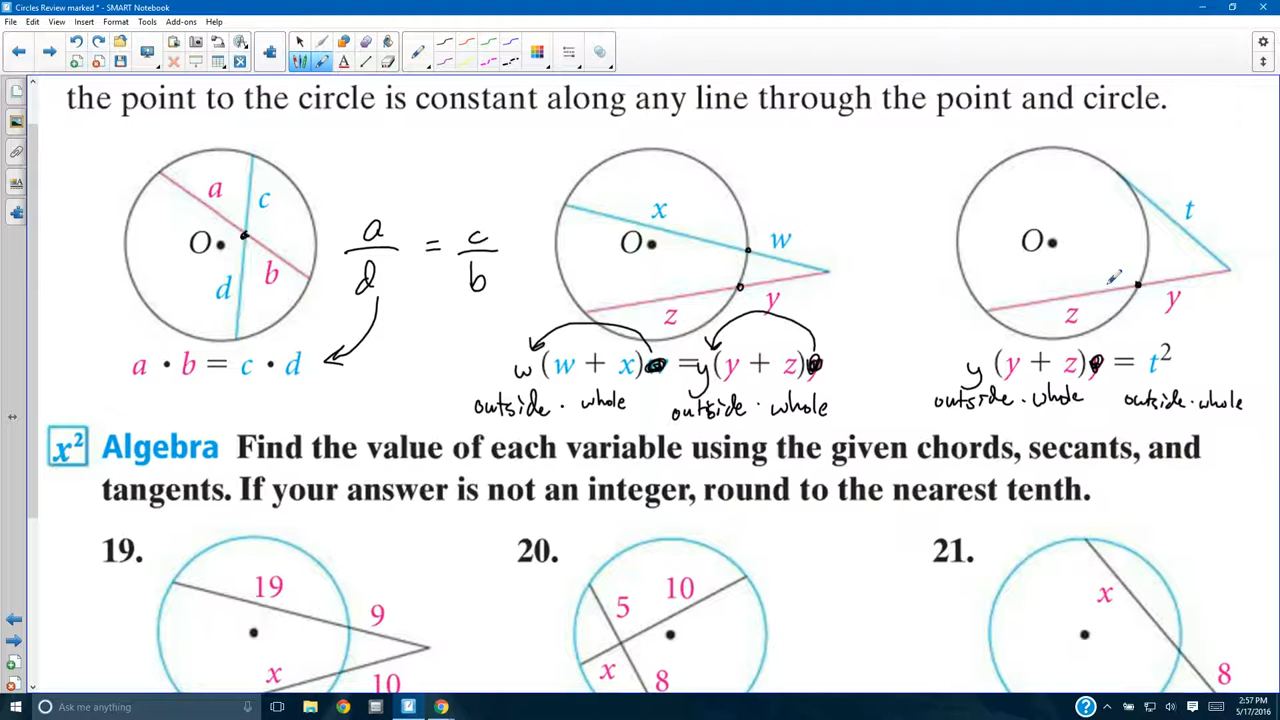 Circles Review marked * - SMART Notebook
File Edit View Insert Format Tools Add-ons Help
the point to the circle is constant along any line through the point and circle.
a c O d b
a/d = c/b
x O w z y
t O z y
a · b = c · d
w (w + x) = y (y + z)
y (y + z) = t²
outside · whole outside · whole
outside · whole outside · whole
x² Algebra Find the value of each variable using the given chords, secants, and
tangents. If your answer is not an integer, round to the nearest tenth.
19. 20. 21.
19 9 x 10
5 10 x 8
x 8
Ask me anything
2:57 PM
5/17/2016